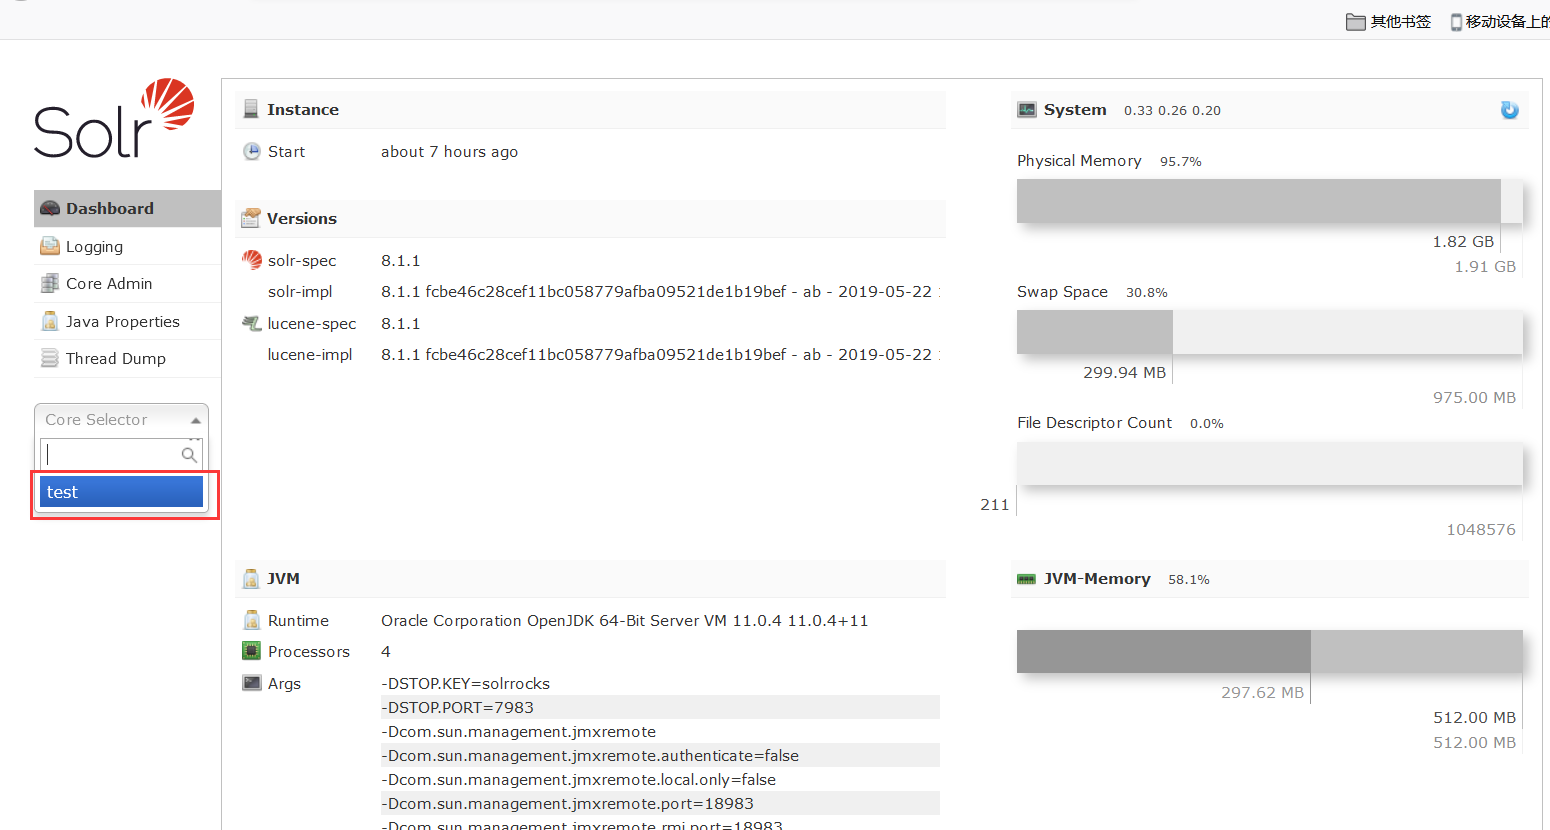 其他书签 移动设备上的
Solr
Dashboard
Logging
Core Admin
Java Properties
Thread Dump
Core Selector
test
Instance
Start about 7 hours ago
Versions
solr-spec 8.1.1
solr-impl 8.1.1 fcbe46c28cef11bc058779afba09521de1b19bef - ab - 2019-05-22
lucene-spec 8.1.1
lucene-impl 8.1.1 fcbe46c28cef11bc058779afba09521de1b19bef - ab - 2019-05-22
JVM
Runtime Oracle Corporation OpenJDK 64-Bit Server VM 11.0.4 11.0.4+11
Processors 4
Args -DSTOP.KEY=solrrocks
-DSTOP.PORT=7983
-Dcom.sun.management.jmxremote
-Dcom.sun.management.jmxremote.authenticate=false
-Dcom.sun.management.jmxremote.local.only=false
-Dcom.sun.management.jmxremote.port=18983
-Dcom.sun.management.jmxremote.rmi.port=18983
System 0.33 0.26 0.20
Physical Memory 95.7%
1.82 GB
1.91 GB
Swap Space 30.8%
299.94 MB
975.00 MB
File Descriptor Count 0.0%
211
1048576
JVM-Memory 58.1%
297.62 MB
512.00 MB
512.00 MB